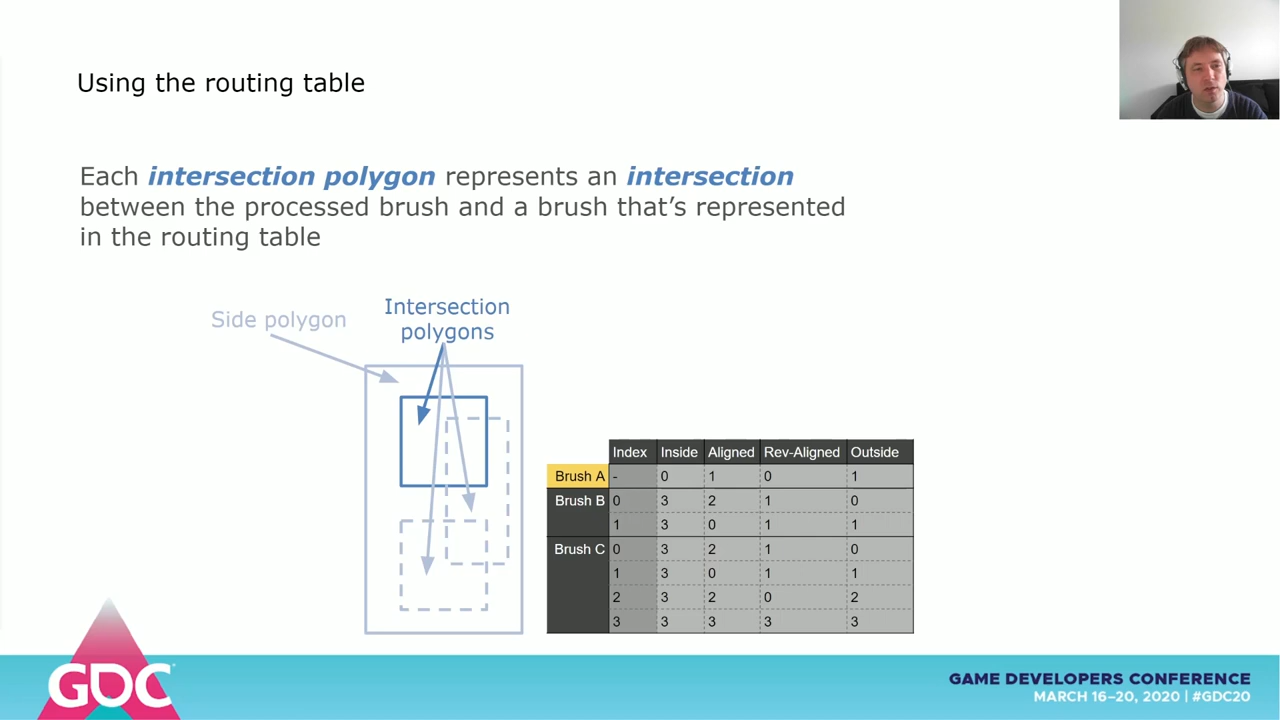 Using the routing table
Each intersection polygon represents an intersection
between the processed brush and a brush that's represented
in the routing table
Side polygon
Intersection
polygons
Index Inside Aligned Rev-Aligned Outside
Brush A - 0 1 0 1
Brush B 0 3 2 1 0
1 3 0 1 1
Brush C 0 3 2 1 0
1 3 0 1 1
2 3 2 0 2
3 3 3 3 3
GDC
GAME DEVELOPERS CONFERENCE
MARCH 16–20, 2020 | #GDC20